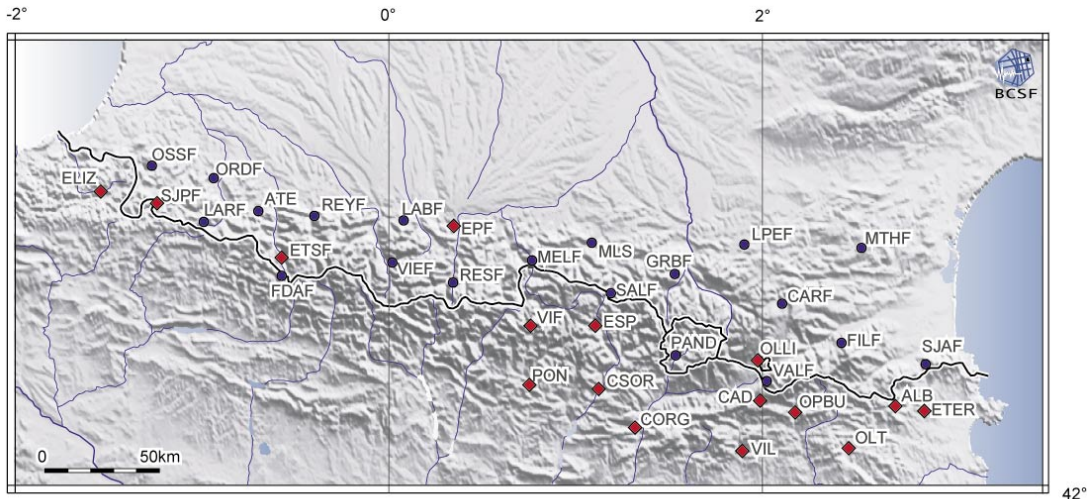 -2°
0°
2°
BCSF
OSSF
ELIZ
ORDF
SJPF
LARF
ATE
REYF
LABF
EPF
ETSF
FDAF
VIEF
RESF
MELF
MLS
GRBF
LPEF
MTHF
SALF
CARF
VIF
ESP
PAND
OLLI
FILF
SJAF
VALF
PON
CSOR
CAD
OPBU
ALB
ETER
CORG
VIL
OLT
0
50km
42°